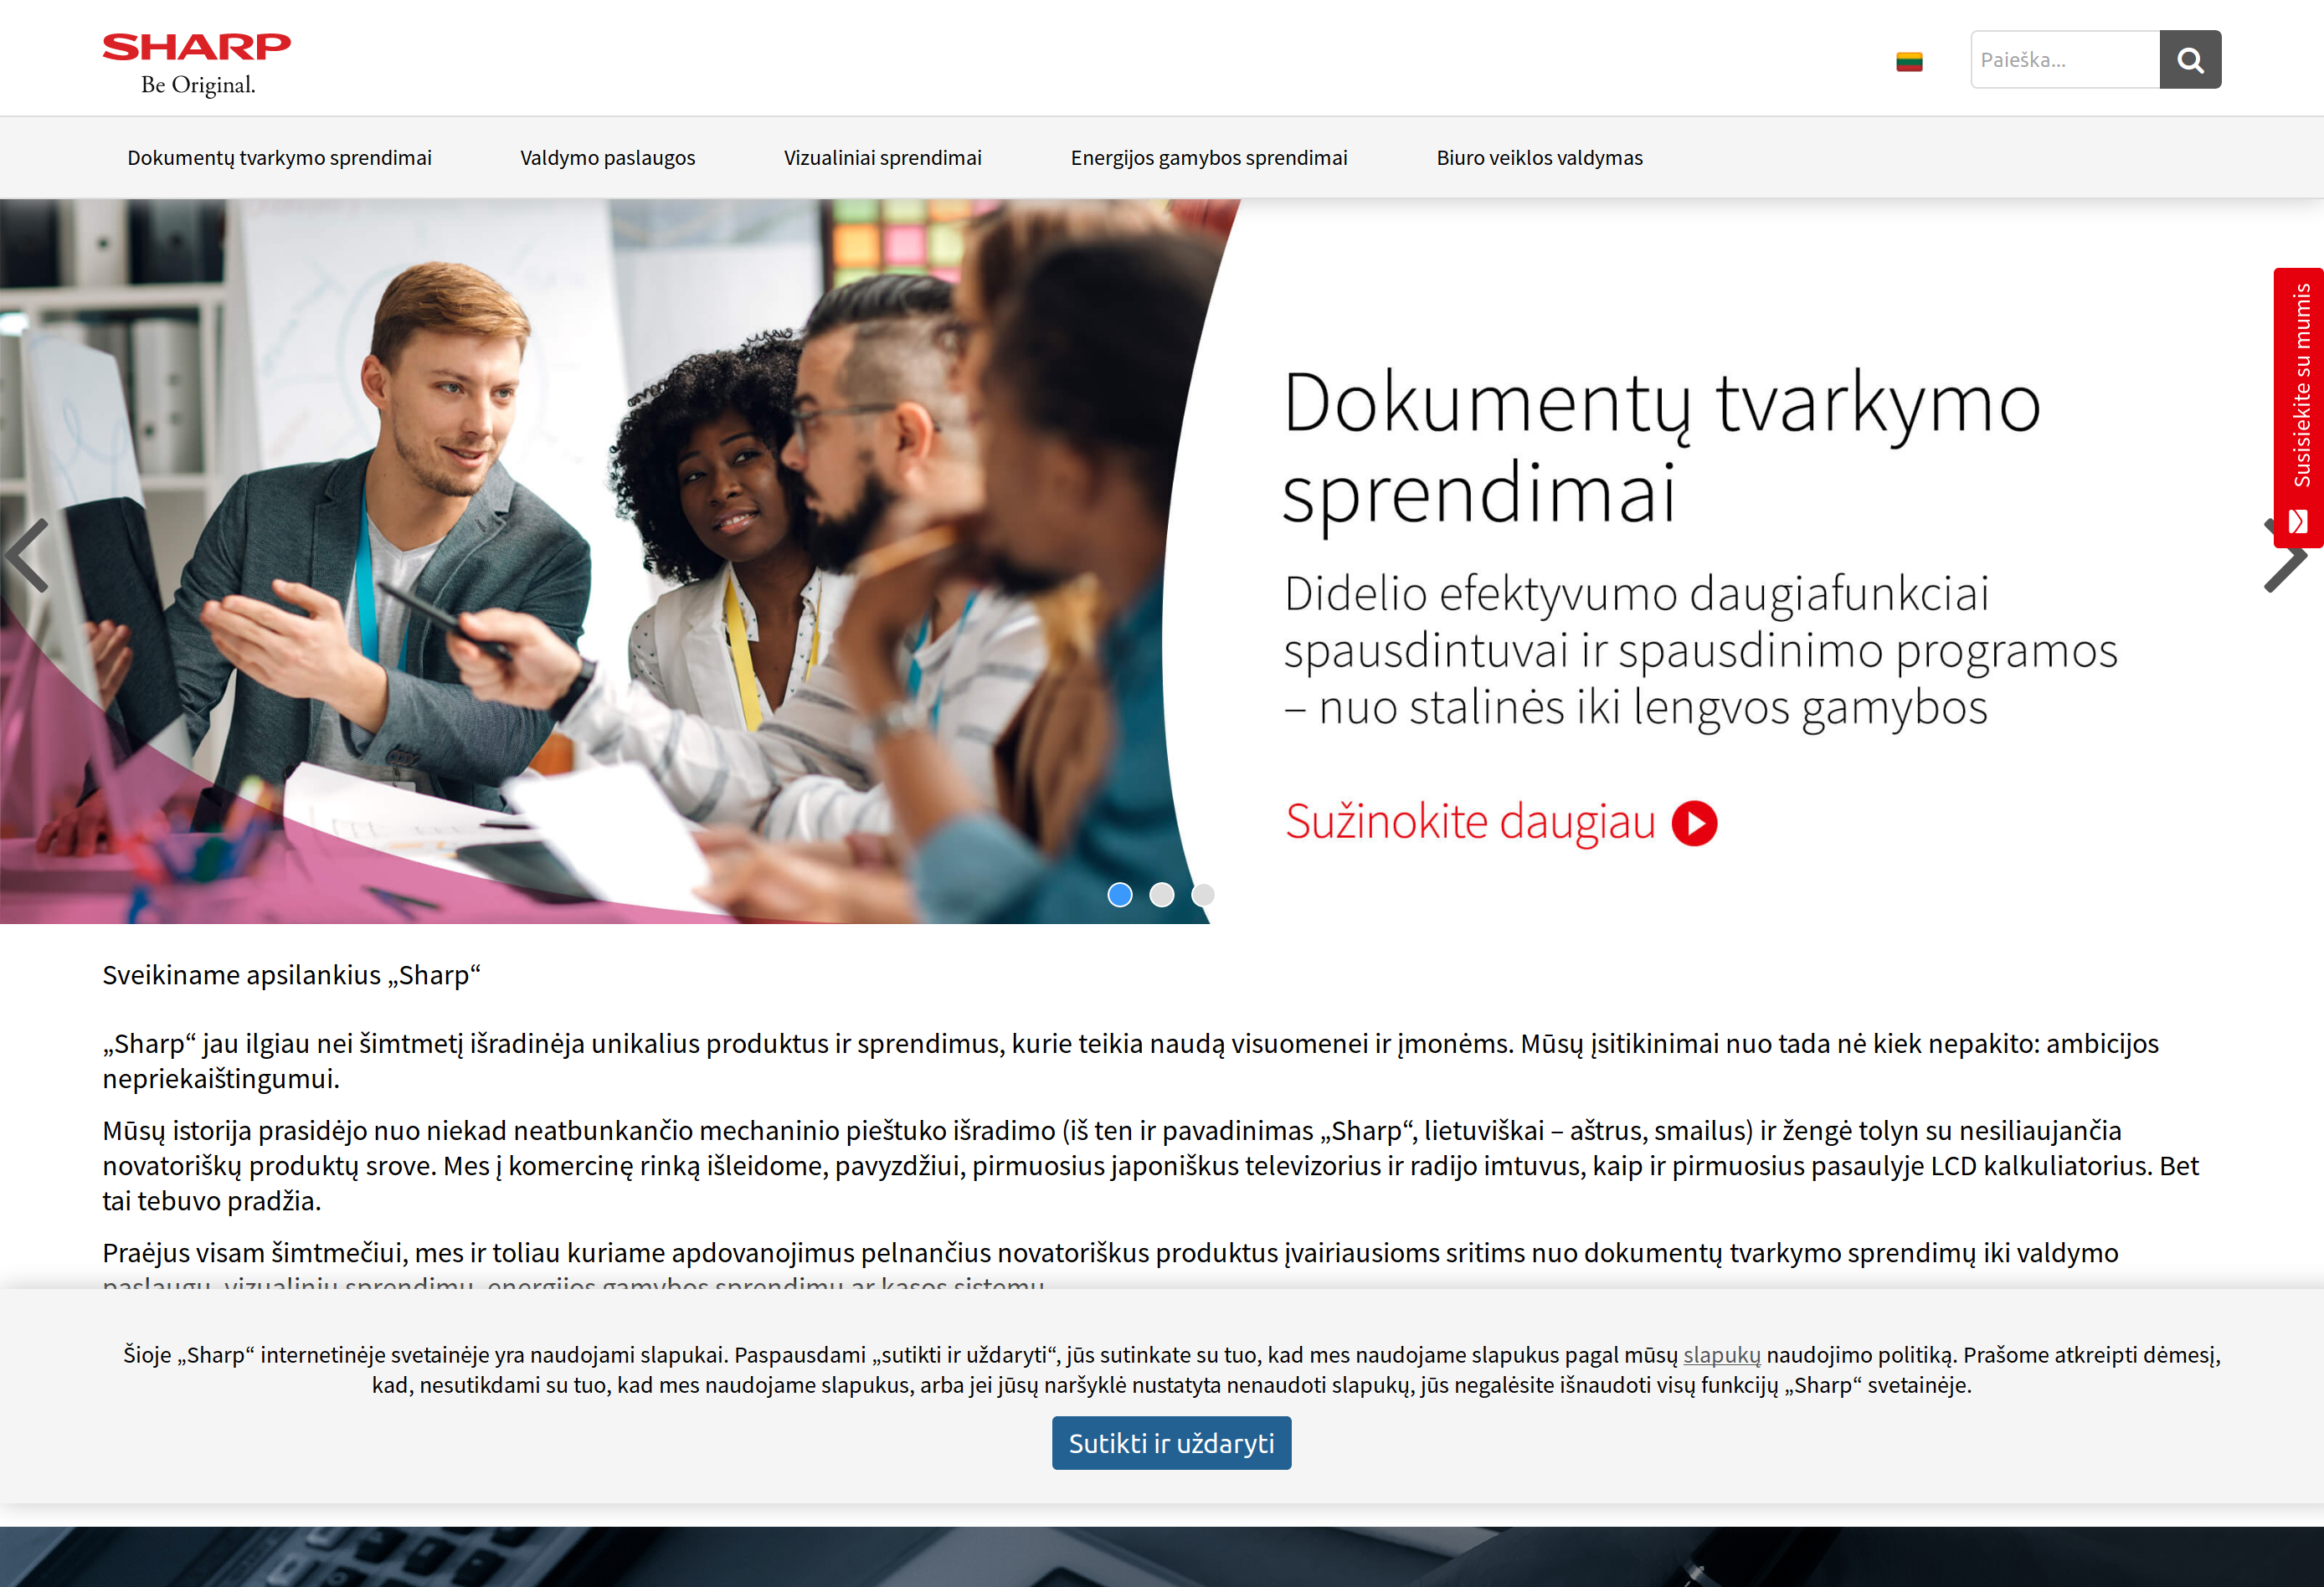 SHARP
Be Original.
Paieška...
Dokumentų tvarkymo sprendimai
Valdymo paslaugos
Vizualiniai sprendimai
Energijos gamybos sprendimai
Biuro veiklos valdymas
Susisiekite su mumis
Dokumentų tvarkymo
sprendimai
Didelio efektyvumo daugiafunkciai
spausdintuvai ir spausdinimo programos
– nuo stalinės iki lengvos gamybos
Sužinokite daugiau
Sveikiname apsilankius „Sharp“
„Sharp“ jau ilgiau nei šimtmetį išradinėja unikalius produktus ir sprendimus, kurie teikia naudą visuomenei ir įmonėms. Mūsų įsitikinimai nuo tada nė kiek nepakito: ambicijos
nepriekaištingumui.
Mūsų istorija prasidėjo nuo niekad neatbunkančio mechaninio pieštuko išradimo (iš ten ir pavadinimas „Sharp“, lietuviškai – aštrus, smailus) ir žengė tolyn su nesiliaujančia
novatoriškų produktų srove. Mes į komercinę rinką išleidome, pavyzdžiui, pirmuosius japoniškus televizorius ir radijo imtuvus, kaip ir pirmuosius pasaulyje LCD kalkuliatorius. Bet
tai tebuvo pradžia.
Praėjus visam šimtmečiui, mes ir toliau kuriame apdovanojimus pelnančius novatoriškus produktus įvairiausioms sritims nuo dokumentų tvarkymo sprendimų iki valdymo
paslaugų, vizualinių sprendimų, energijos gamybos sprendimų ar kasos sistemų.
Šioje „Sharp“ internetinėje svetainėje yra naudojami slapukai. Paspausdami „sutikti ir uždaryti“, jūs sutinkate su tuo, kad mes naudojame slapukus pagal mūsų slapukų naudojimo politiką. Prašome atkreipti dėmesį,
kad, nesutikdami su tuo, kad mes naudojame slapukus, arba jei jūsų naršyklė nustatyta nenaudoti slapukų, jūs negalėsite išnaudoti visų funkcijų „Sharp“ svetainėje.
Sutikti ir uždaryti